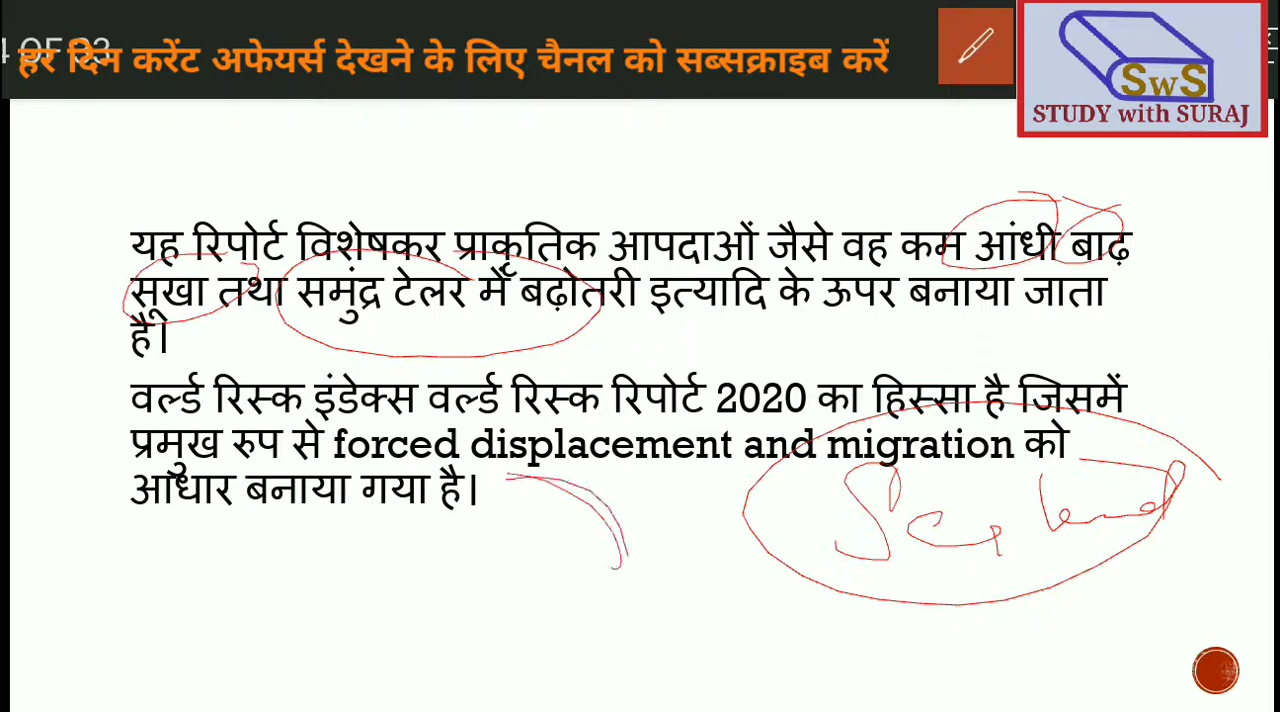 हर दिन करेंट अफेयर्स देखने के लिए चैनल को सब्सक्राइब करें
SwS
STUDY with SURAJ
यह रिपोर्ट विशेषकर प्राकृतिक आपदाओं जैसे वह कम आंधी बाढ़
सूखा तथा समुंद्र टेलर में बढ़ोतरी इत्यादि के ऊपर बनाया जाता
है।
वर्ल्ड रिस्क इंडेक्स वर्ल्ड रिस्क रिपोर्ट 2020 का हिस्सा है जिसमें
प्रमुख रुप से forced displacement and migration को
आधार बनाया गया है।